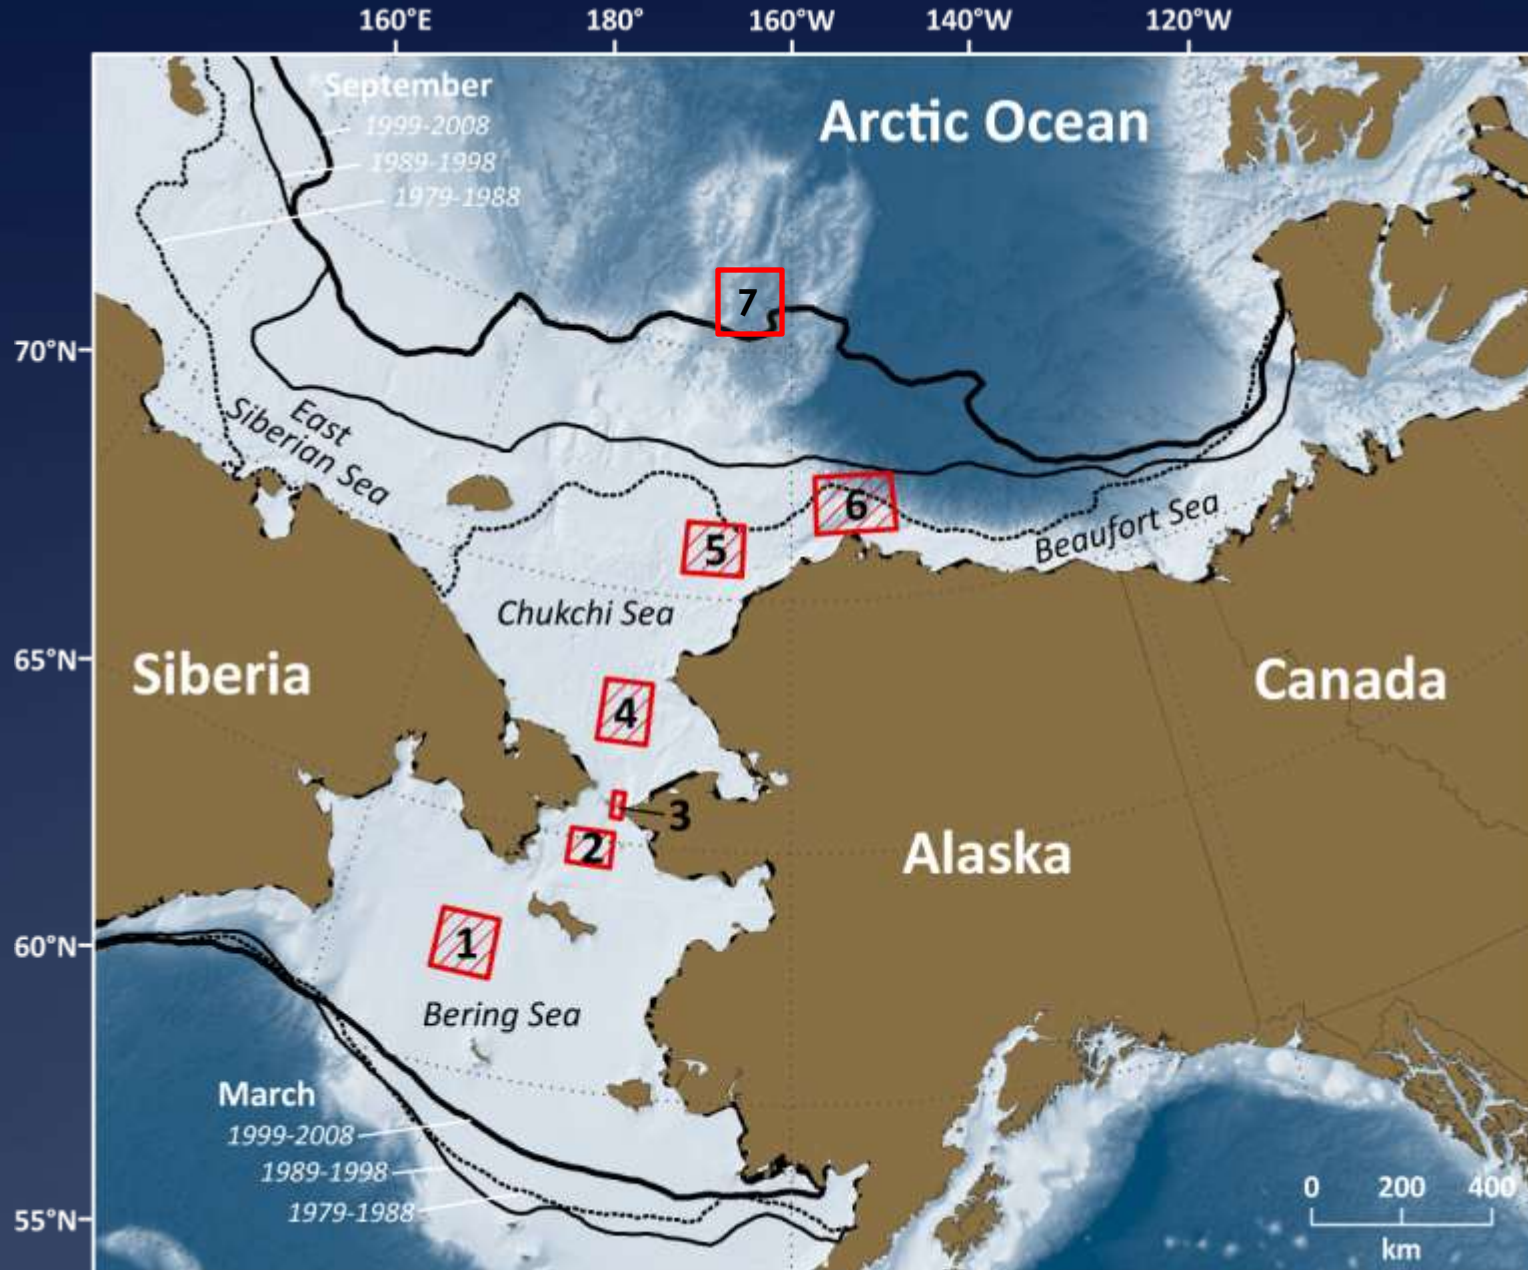 160°E 180° 160°W 140°W 120°W
September
1999-2008
1989-1998
1979-1988
Arctic Ocean
7
70°N
East
Siberian Sea
6
Beaufort Sea
5
Chukchi Sea
65°N
Siberia
Canada
4
3
2
Alaska
60°N
1
Bering Sea
March
1999-2008
1989-1998
1979-1988
0 200 400
km
55°N